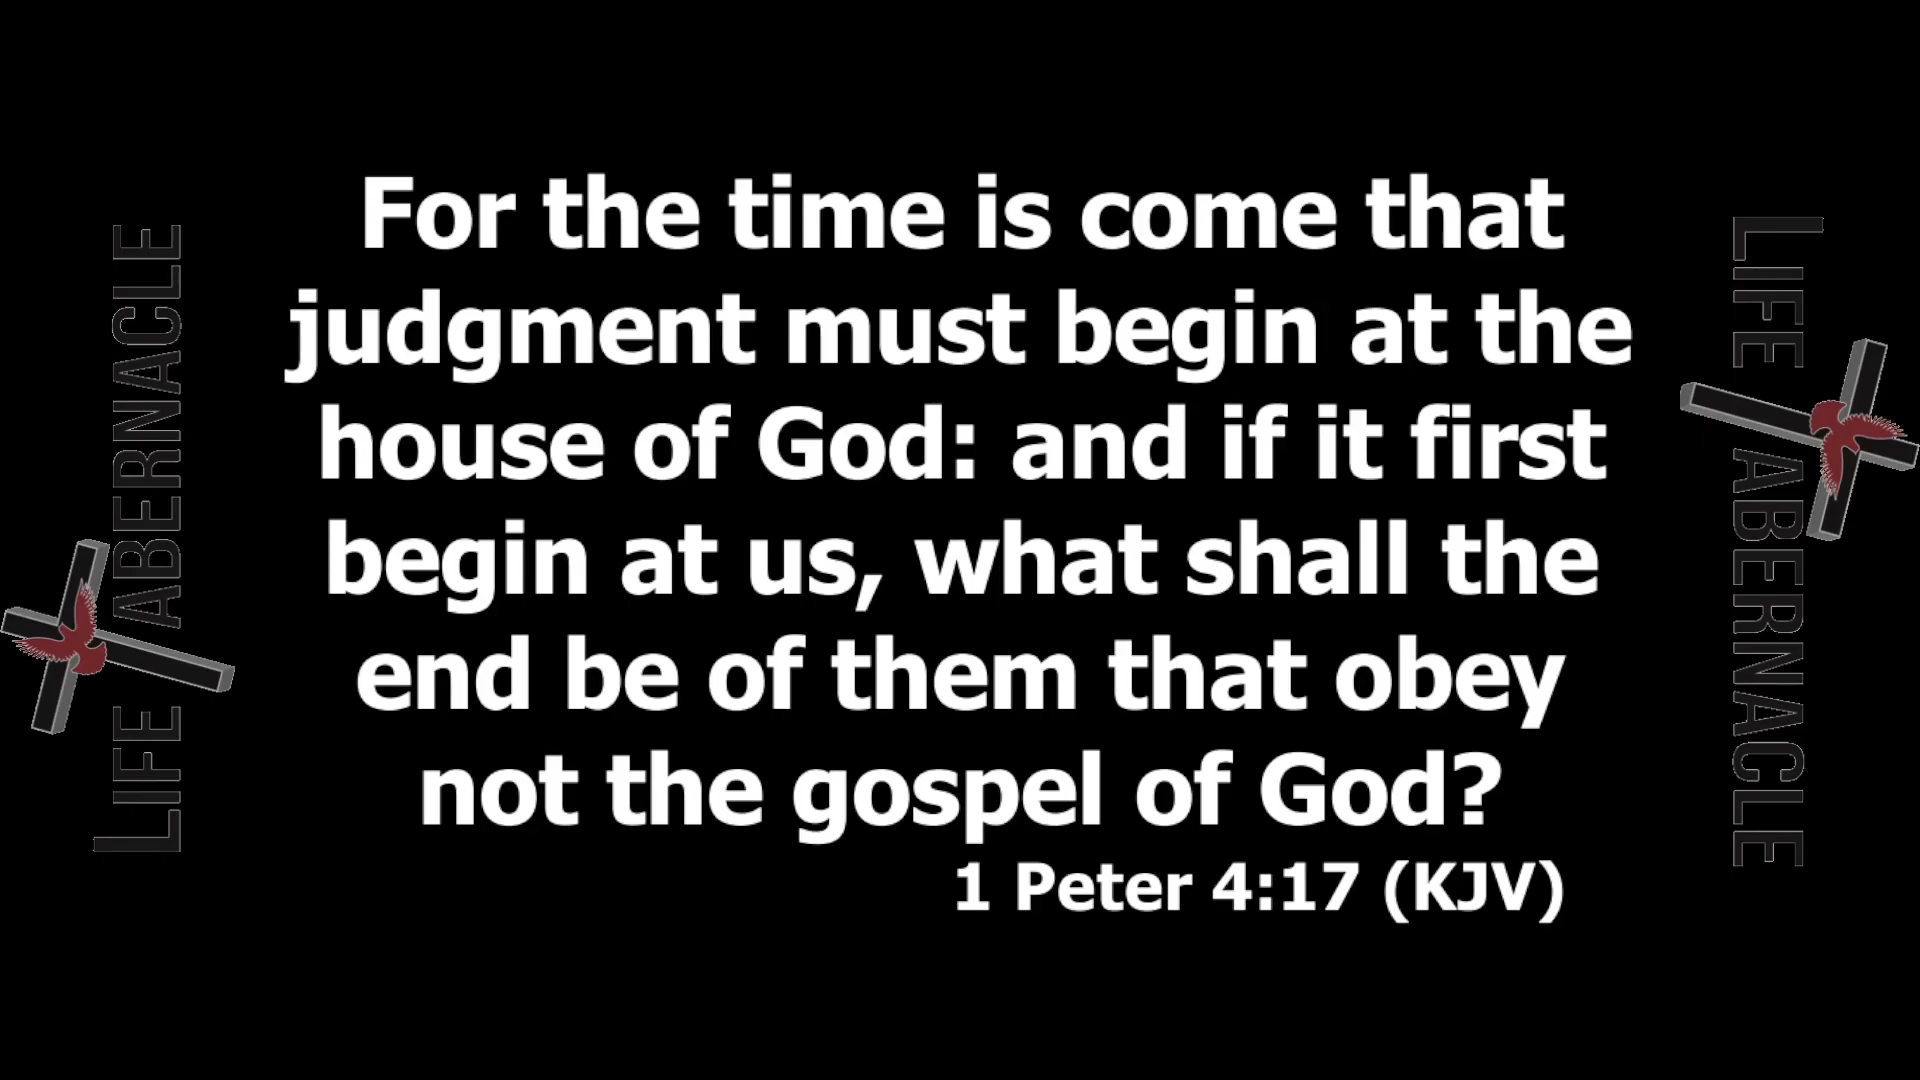 For the time is come that
judgment must begin at the
house of God: and if it first
begin at us, what shall the
end be of them that obey
not the gospel of God?
1 Peter 4:17 (KJV)
LIFE ABERNACLE
LIFE ABERNACLE